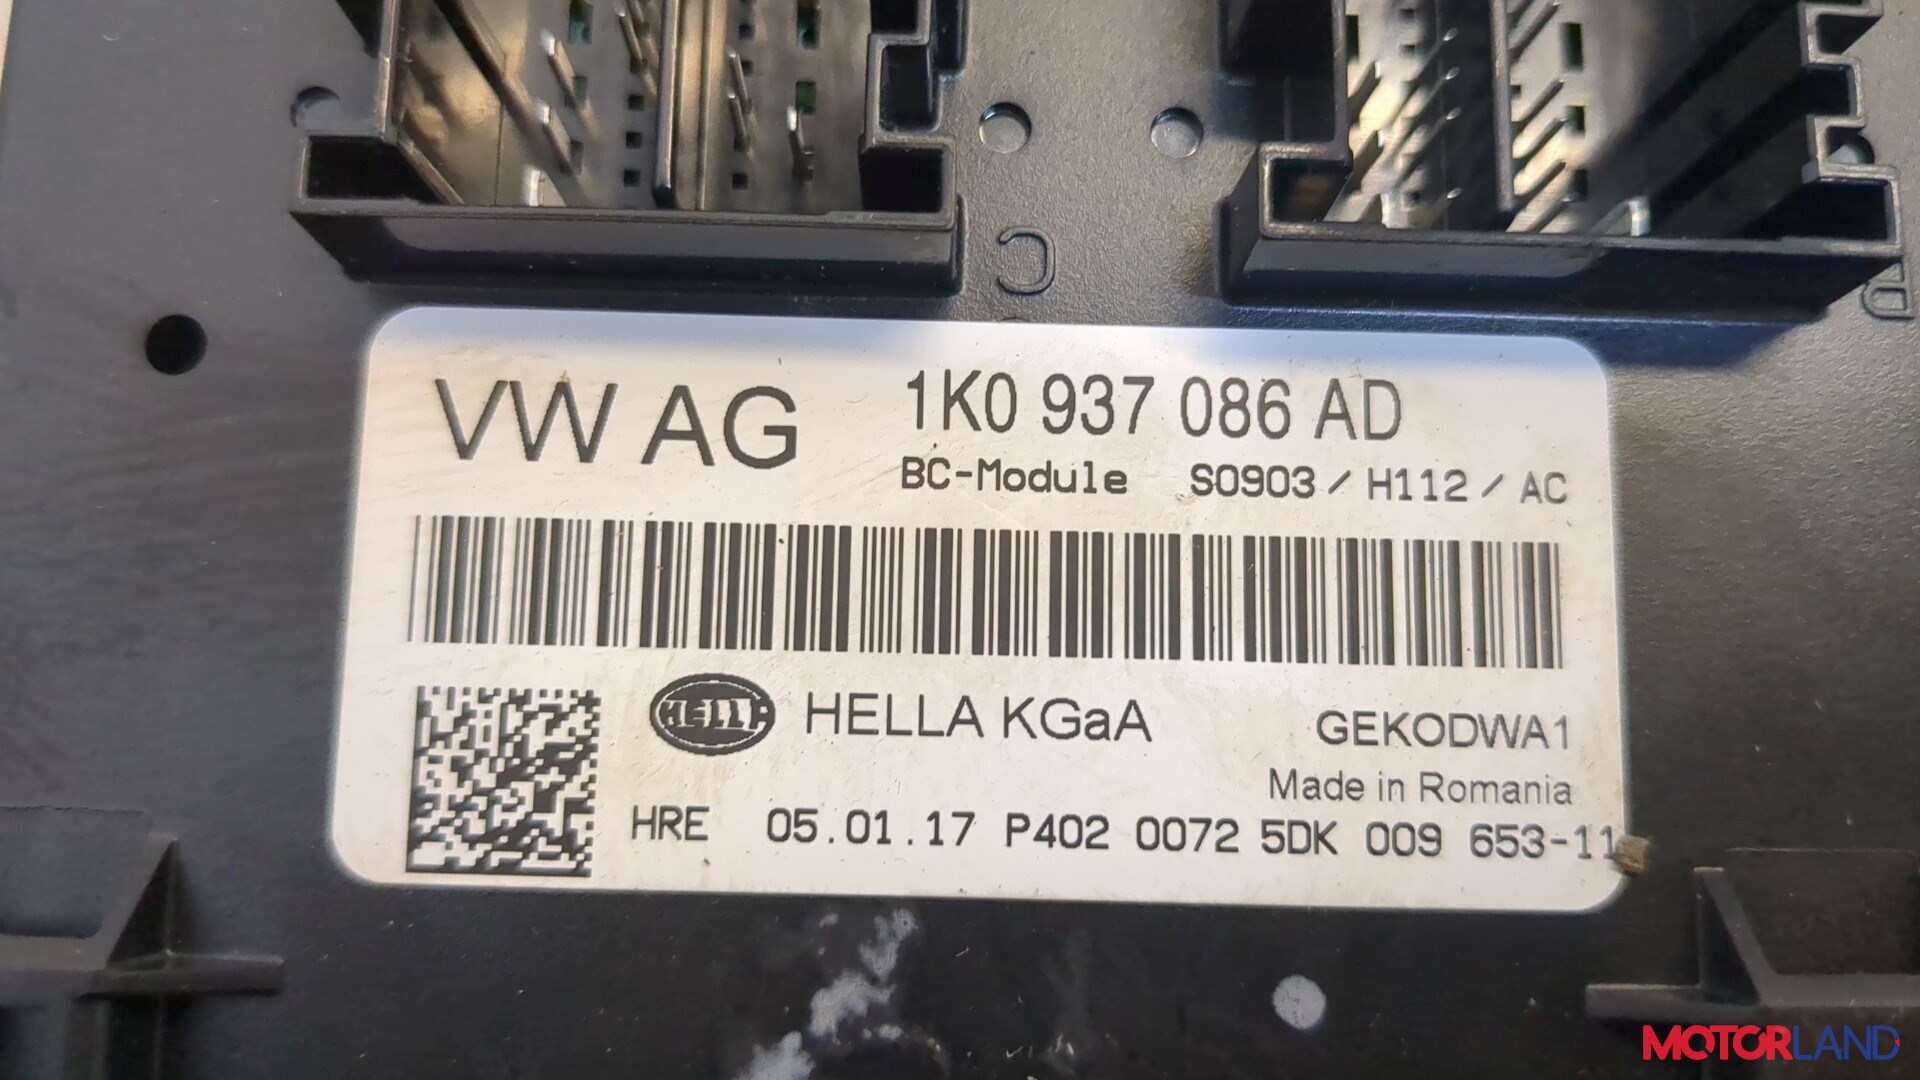 C
B
VW AG
1K0 937 086 AD
BC-Module S0903 / H112 / AC
HELLA
HELLA KGaA
GEKODWA1
Made in Romania
HRE 05.01.17 P402 0072 5DK 009 653-11
MOTORLAND